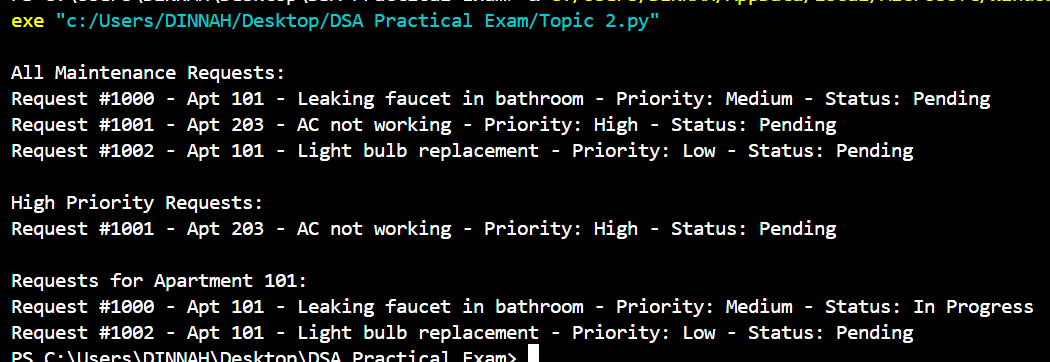 exe "c:/Users/DINNAH/Desktop/DSA Practical Exam/Topic 2.py"
All Maintenance Requests:
Request #1000 - Apt 101 - Leaking faucet in bathroom - Priority: Medium - Status: Pending
Request #1001 - Apt 203 - AC not working - Priority: High - Status: Pending
Request #1002 - Apt 101 - Light bulb replacement - Priority: Low - Status: Pending
High Priority Requests:
Request #1001 - Apt 203 - AC not working - Priority: High - Status: Pending
Requests for Apartment 101:
Request #1000 - Apt 101 - Leaking faucet in bathroom - Priority: Medium - Status: In Progress
Request #1002 - Apt 101 - Light bulb replacement - Priority: Low - Status: Pending
PS C:\Users\DINNAH\Desktop\DSA Practical Exam>